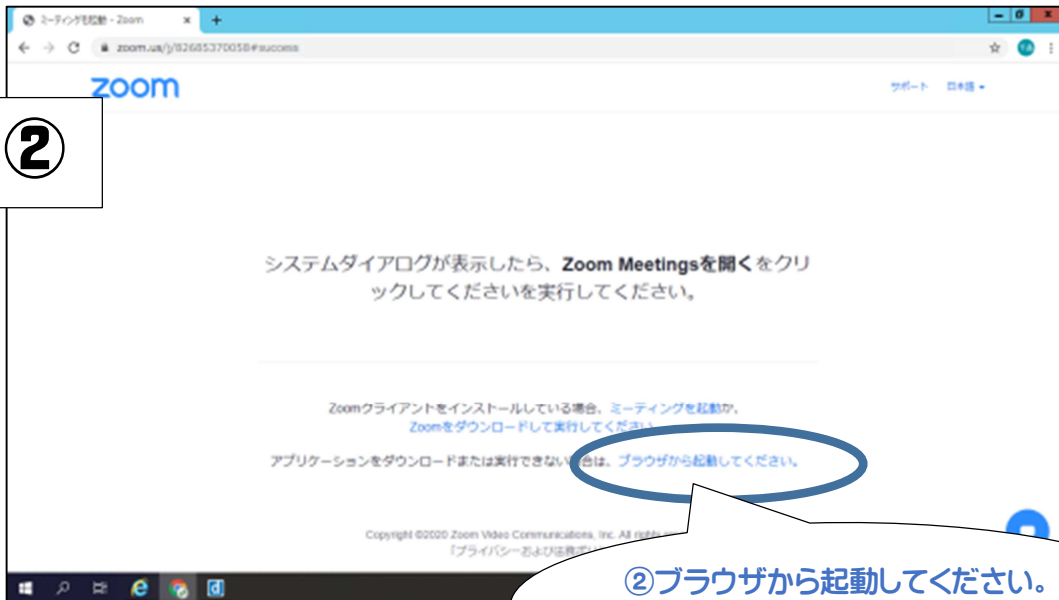 ミーティングを起動 - Zoom
zoom.us/j/82685370058#success
zoom
サポート 日本語
②
システムダイアログが表示したら、Zoom Meetingsを開くをクリ
ックしてくださいを実行してください。
Zoomクライアントをインストールしている場合、ミーティングを起動か、
Zoomをダウンロードして実行してください
アプリケーションをダウンロードまたは実行できない場合は、ブラウザから起動してください。
Copyright ©2020 Zoom Video Communications, Inc. All rights
「プライバシーおよび法務
②ブラウザから起動してください。